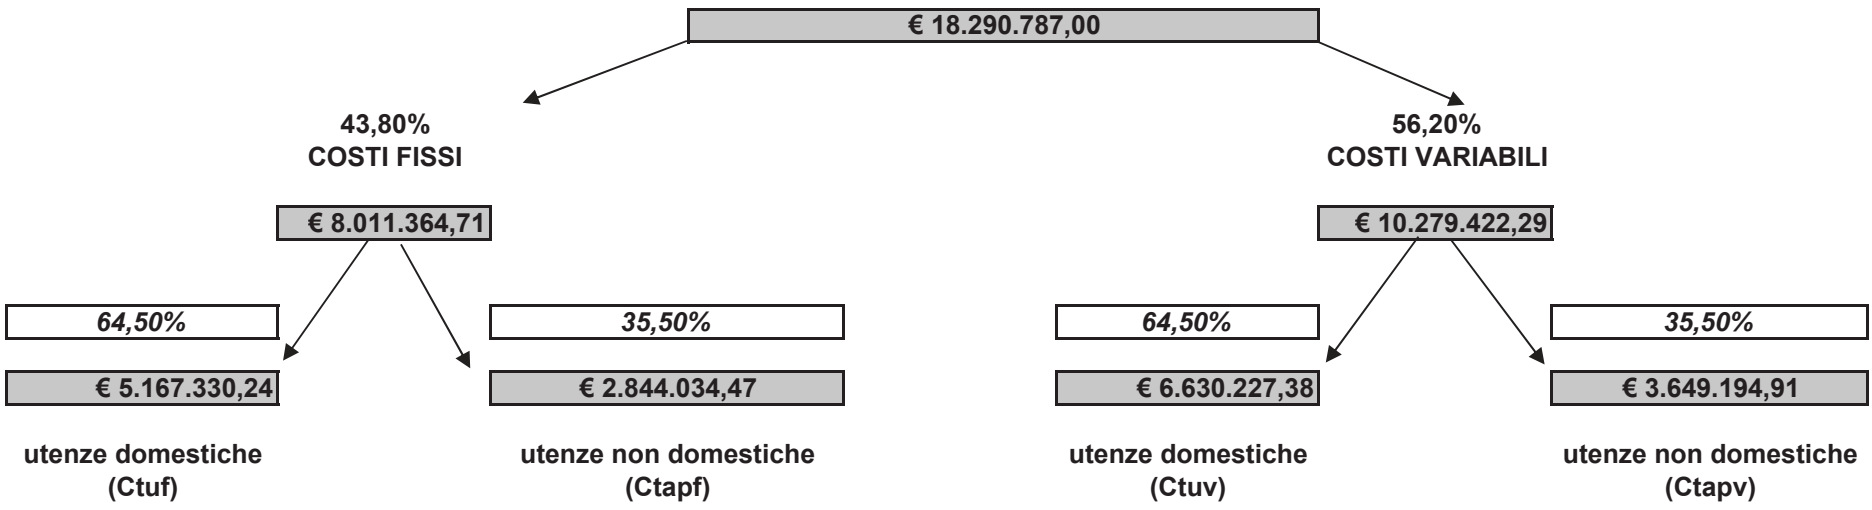 € 18.290.787,00
43,80%
COSTI FISSI
56,20%
COSTI VARIABILI
€ 8.011.364,71
€ 10.279.422,29
64,50%
35,50%
64,50%
35,50%
€ 5.167.330,24
€ 2.844.034,47
€ 6.630.227,38
€ 3.649.194,91
utenze domestiche
(Ctuf)
utenze non domestiche
(Ctapf)
utenze domestiche
(Ctuv)
utenze non domestiche
(Ctapv)